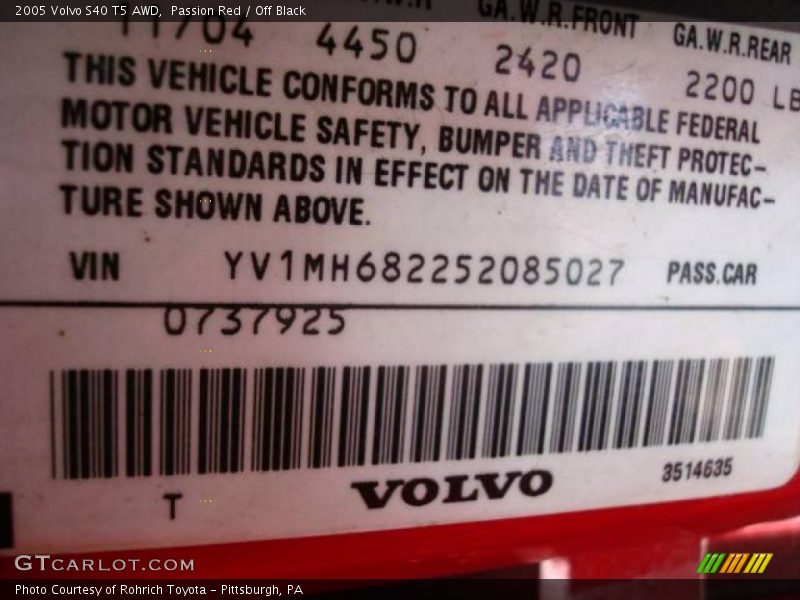 2005 Volvo S40 T5 AWD, Passion Red / Off Black
GA.W.R.FRONT GA.W.R.REAR
11/04 4450 2420 2200 LB
THIS VEHICLE CONFORMS TO ALL APPLICABLE FEDERAL
MOTOR VEHICLE SAFETY, BUMPER AND THEFT PROTEC-
TION STANDARDS IN EFFECT ON THE DATE OF MANUFAC-
TURE SHOWN ABOVE.
VIN YV1MH682252085027 PASS.CAR
0737925
T VOLVO 3514635
GTCARLOT.COM
Photo Courtesy of Rohrich Toyota - Pittsburgh, PA